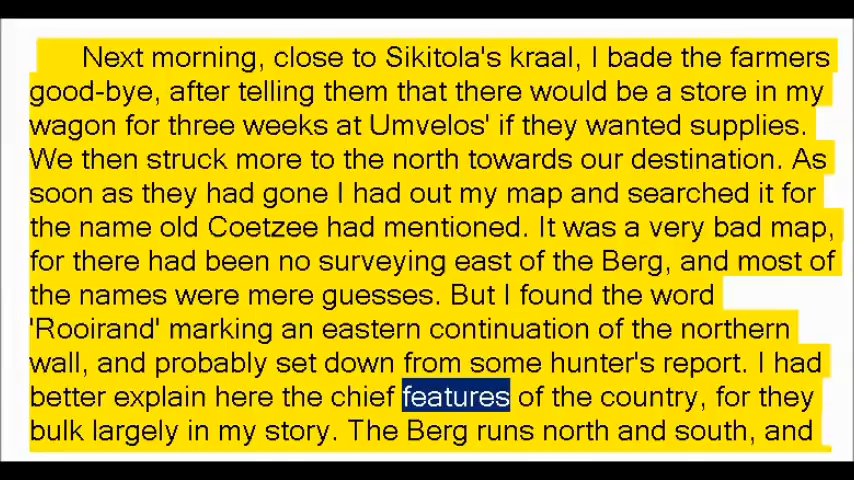 Next morning, close to Sikitola's kraal, I bade the farmers
good-bye, after telling them that there would be a store in my
wagon for three weeks at Umvelos' if they wanted supplies.
We then struck more to the north towards our destination. As
soon as they had gone I had out my map and searched it for
the name old Coetzee had mentioned. It was a very bad map,
for there had been no surveying east of the Berg, and most of
the names were mere guesses. But I found the word
'Rooirand' marking an eastern continuation of the northern
wall, and probably set down from some hunter's report. I had
better explain here the chief features of the country, for they
bulk largely in my story. The Berg runs north and south, and